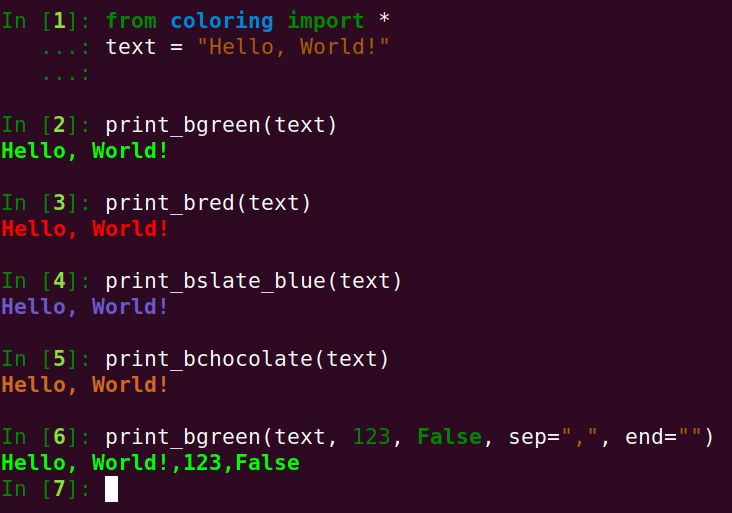 In [1]: from coloring import *
   ...: text = "Hello, World!"
   ...:
In [2]: print_bgreen(text)
Hello, World!
In [3]: print_bred(text)
Hello, World!
In [4]: print_bslate_blue(text)
Hello, World!
In [5]: print_bchocolate(text)
Hello, World!
In [6]: print_bgreen(text, 123, False, sep=",", end="")
Hello, World!,123,False
In [7]: